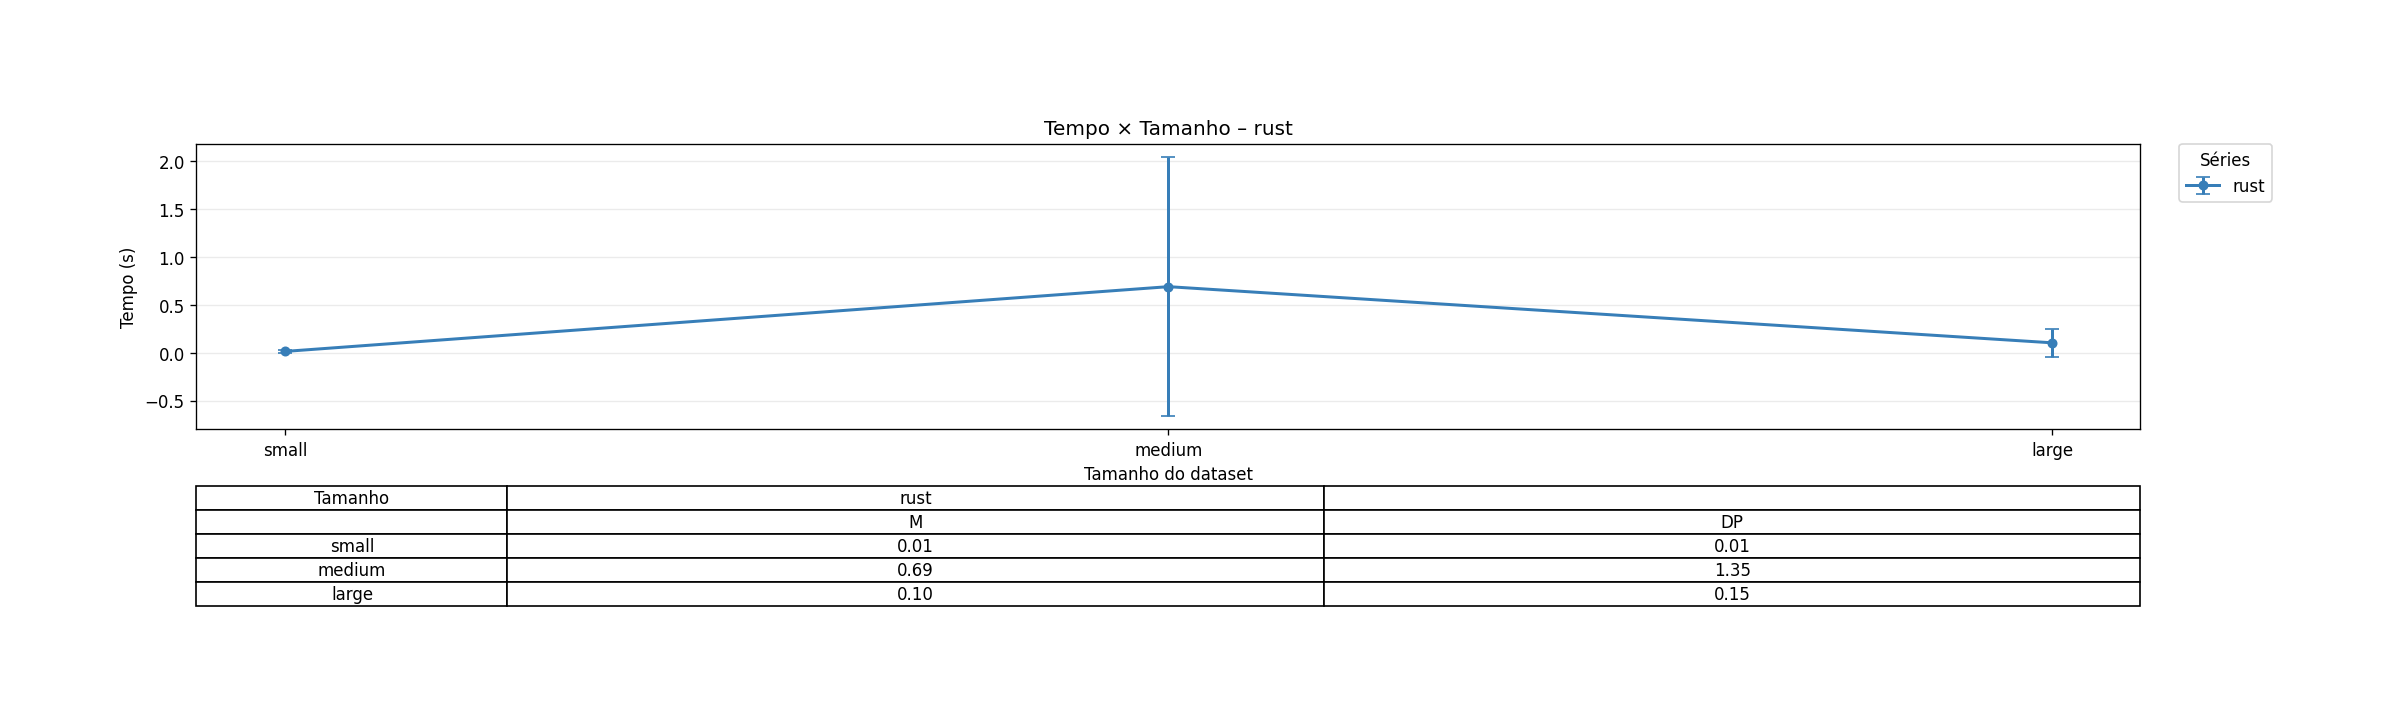 Tempo × Tamanho – rust
Séries
rust
Tempo (s)
2.0
1.5
1.0
0.5
0.0
−0.5
small medium large
Tamanho do dataset
Tamanho rust
M DP
small 0.01 0.01
medium 0.69 1.35
large 0.10 0.15